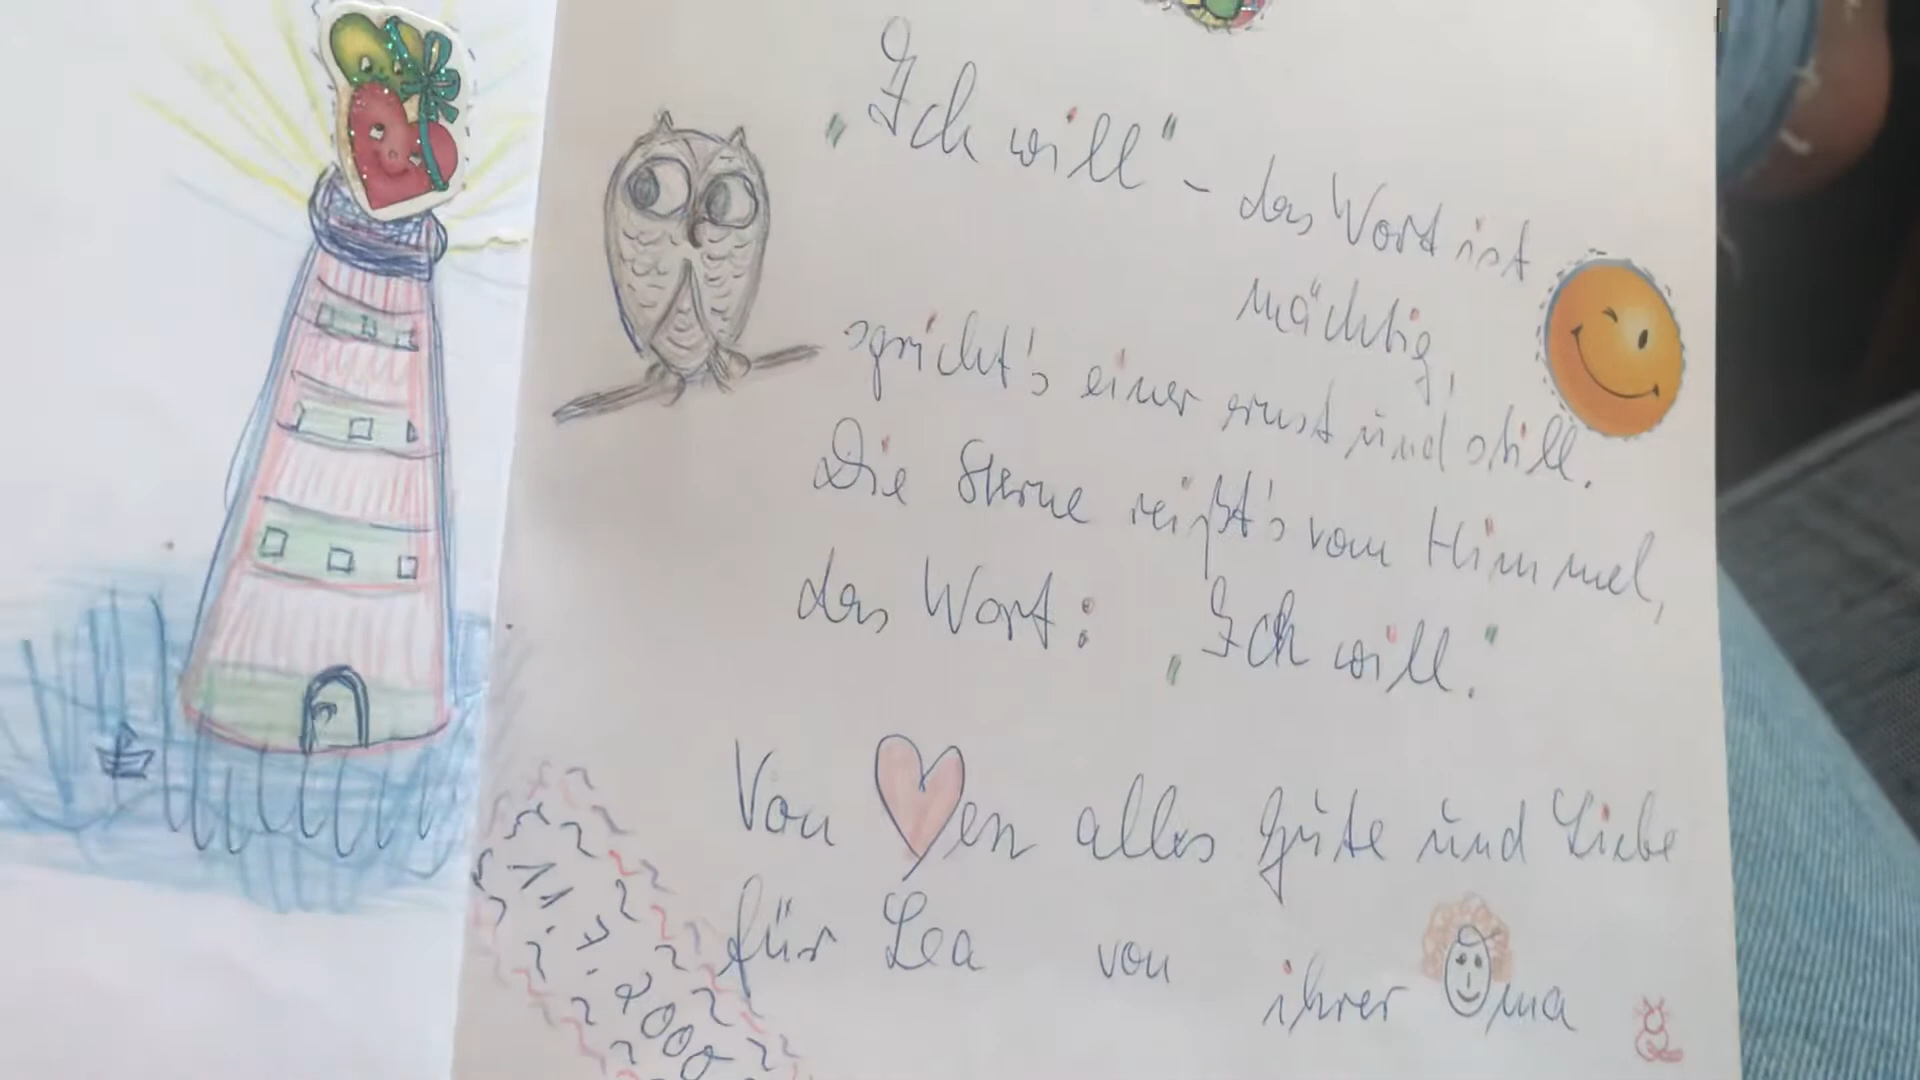 „Ich will" - das Wort ist
mächtig,
spricht's einer ernst und still.
Die Sterne reißt's vom Himmel,
das Wort: „Ich will."
Von ♥en alles Gute und Liebe
für Lea von ihrer Oma